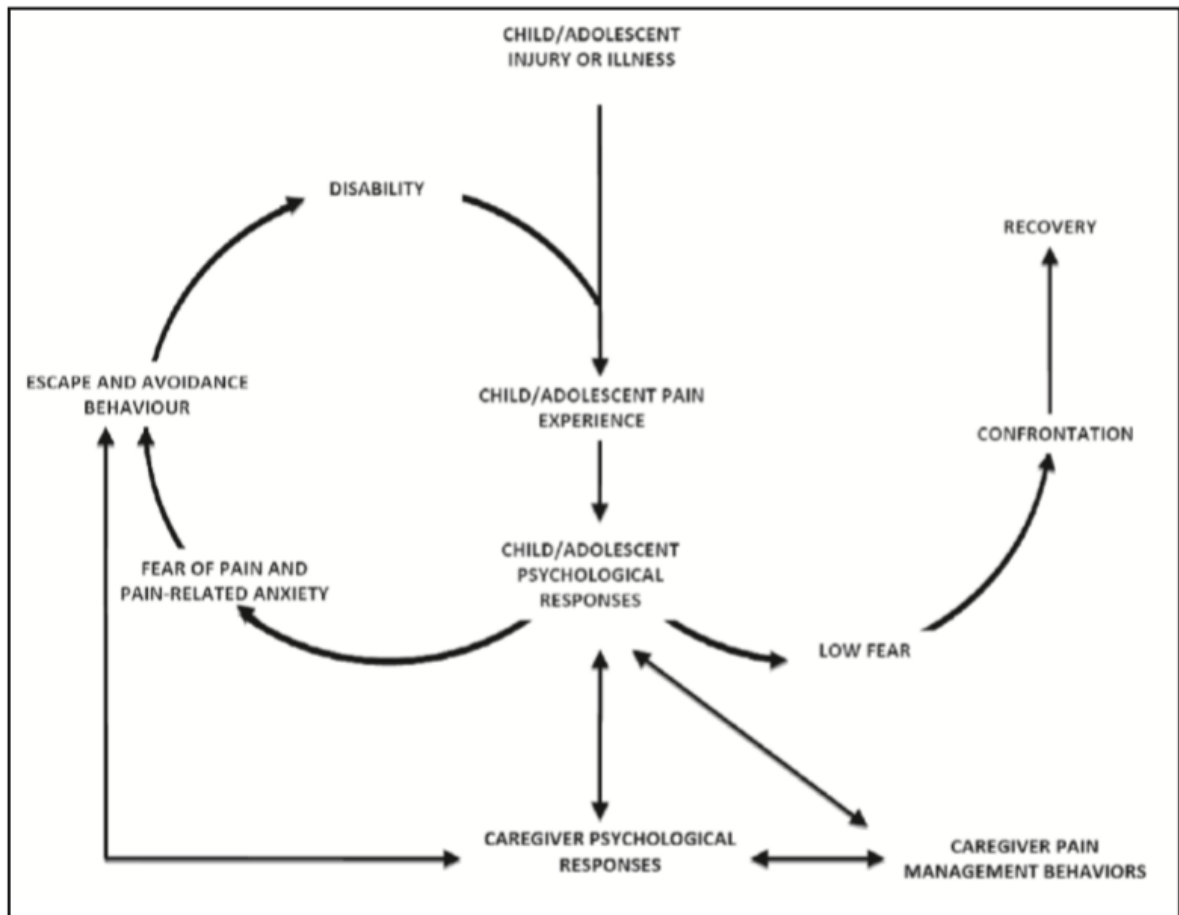 CHILD/ADOLESCENT
INJURY OR ILLNESS
DISABILITY
RECOVERY
ESCAPE AND AVOIDANCE
BEHAVIOUR
CHILD/ADOLESCENT PAIN
EXPERIENCE
CONFRONTATION
CHILD/ADOLESCENT
PSYCHOLOGICAL
RESPONSES
FEAR OF PAIN AND
PAIN-RELATED ANXIETY
LOW FEAR
CAREGIVER PSYCHOLOGICAL
RESPONSES
CAREGIVER PAIN
MANAGEMENT BEHAVIORS